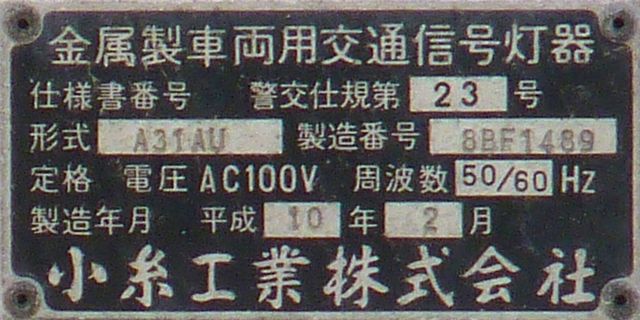 金属製車両用交通信号灯器
仕様書番号 警交仕規第 23 号
形式 A31AU 製造番号 8BF1489
定格 電圧 AC100V 周波数 50/60 Hz
製造年月 平成 10 年 2 月
小糸工業株式会社